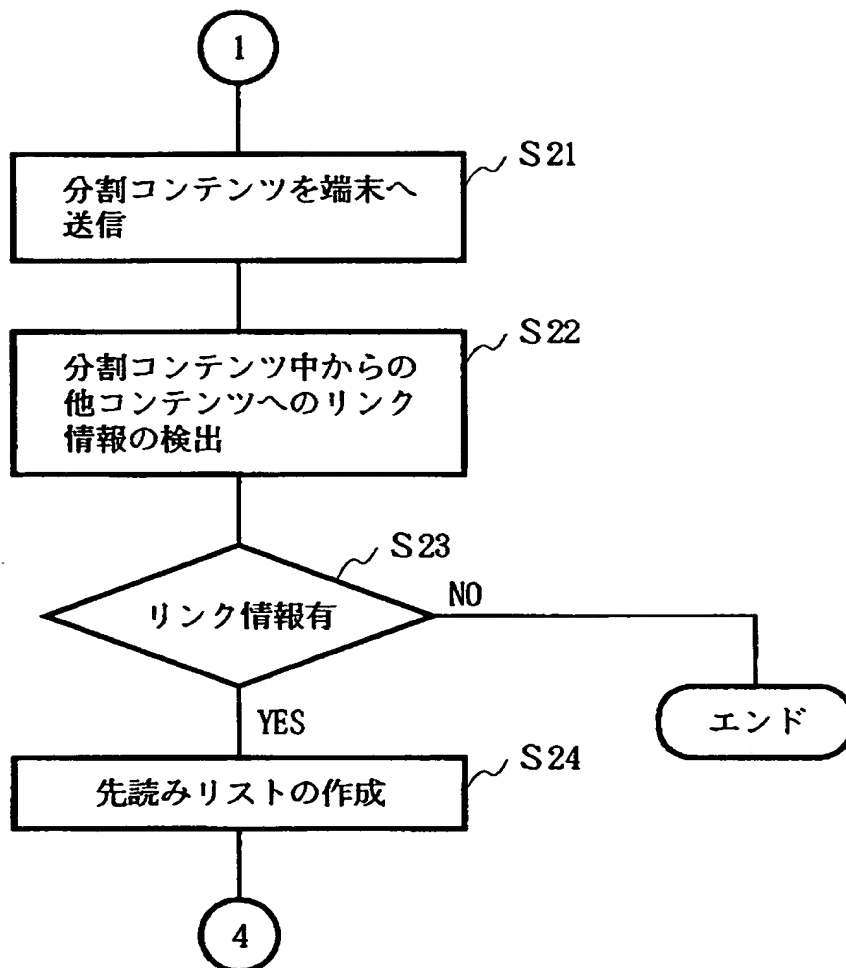 1
S21
分割コンテンツを端末へ
送信
S22
分割コンテンツ中からの
他コンテンツへのリンク
情報の検出
S23
リンク情報有
NO
エンド
YES
S24
先読みリストの作成
4